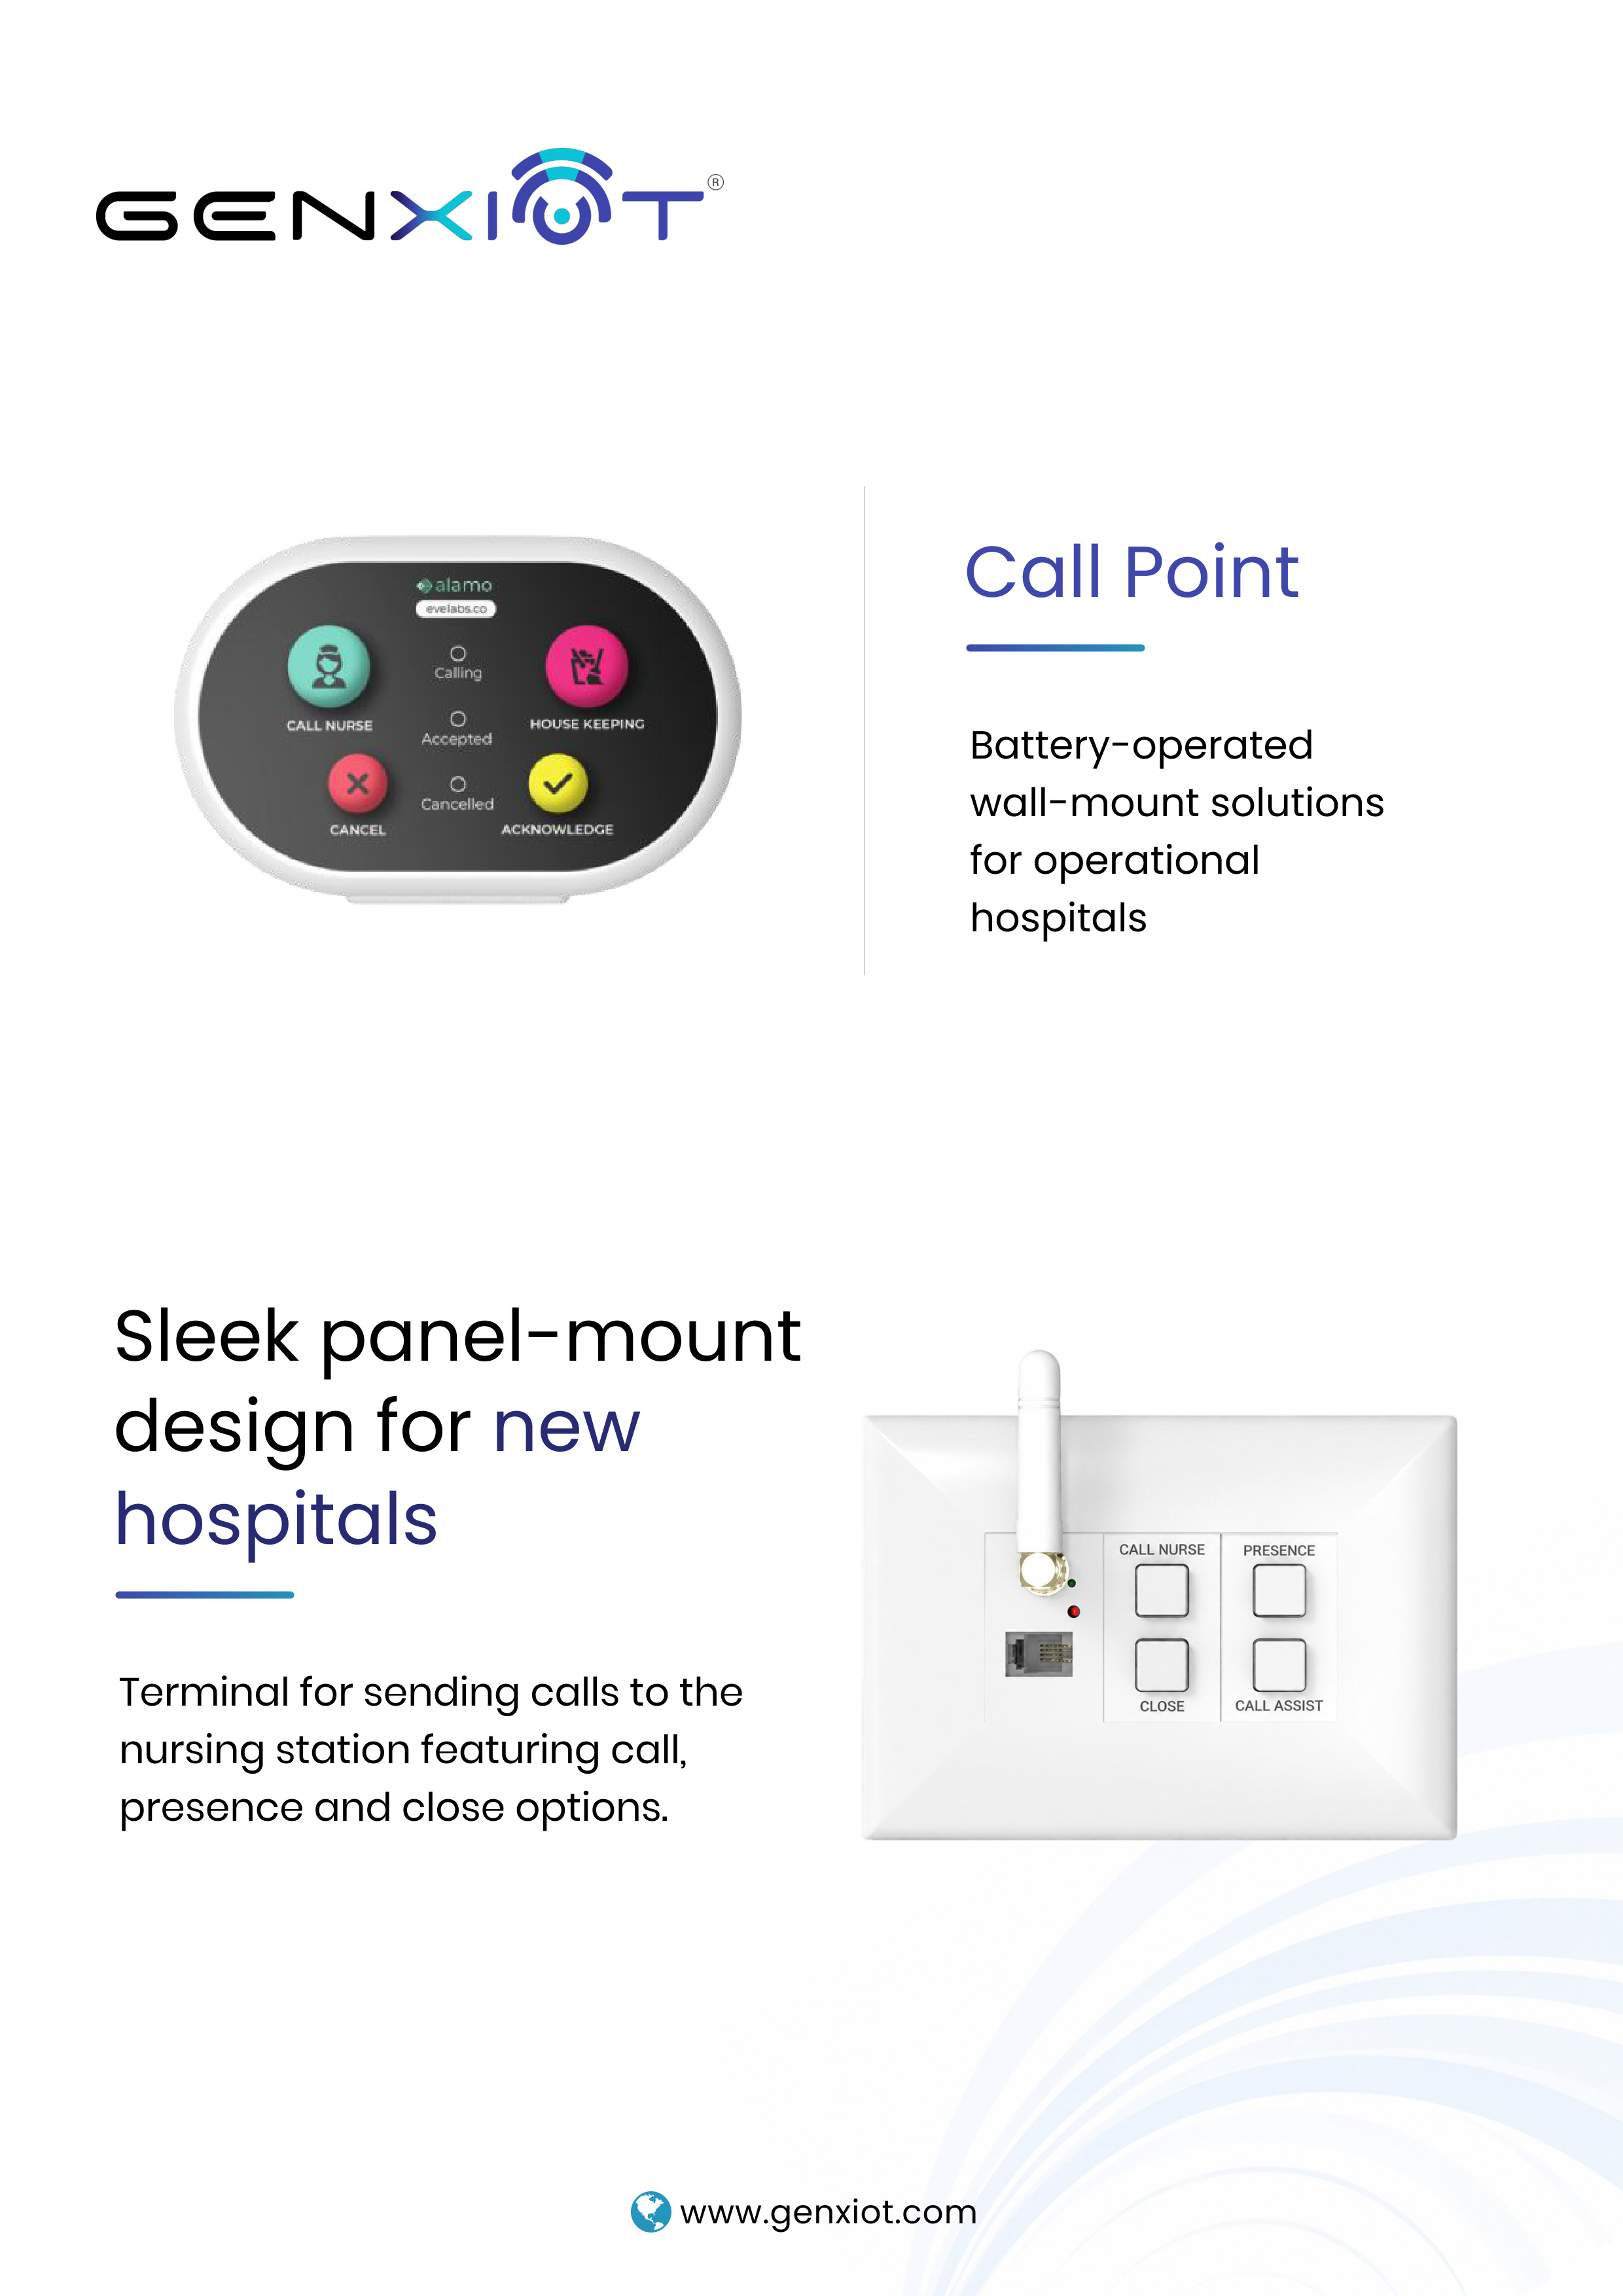 GENXIOT®
alamo
evelabs.co
Calling
CALL NURSE
HOUSE KEEPING
Accepted
Cancelled
CANCEL
ACKNOWLEDGE
Call Point
Battery-operated
wall-mount solutions
for operational
hospitals
Sleek panel-mount
design for new
hospitals
Terminal for sending calls to the
nursing station featuring call,
presence and close options.
CALL NURSE
PRESENCE
CLOSE
CALL ASSIST
www.genxiot.com